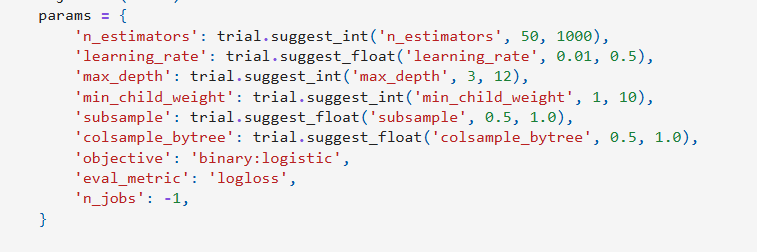 params = {
'n_estimators': trial.suggest_int('n_estimators', 50, 1000),
'learning_rate': trial.suggest_float('learning_rate', 0.01, 0.5),
'max_depth': trial.suggest_int('max_depth', 3, 12),
'min_child_weight': trial.suggest_int('min_child_weight', 1, 10),
'subsample': trial.suggest_float('subsample', 0.5, 1.0),
'colsample_bytree': trial.suggest_float('colsample_bytree', 0.5, 1.0),
'objective': 'binary:logistic',
'eval_metric': 'logloss',
'n_jobs': -1,
}